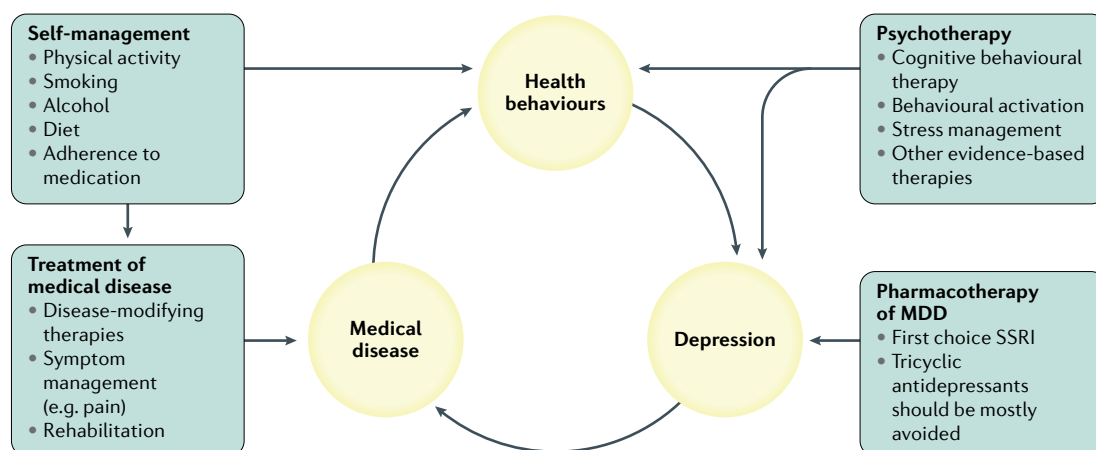 Self-management
• Physical activity
• Smoking
• Alcohol
• Diet
• Adherence to
medication
Health
behaviours
Psychotherapy
• Cognitive behavioural
therapy
• Behavioural activation
• Stress management
• Other evidence-based
therapies
Treatment of
medical disease
• Disease-modifying
therapies
• Symptom
management
(e.g. pain)
• Rehabilitation
Medical
disease
Depression
Pharmacotherapy
of MDD
• First choice SSRI
• Tricyclic
antidepressants
should be mostly
avoided